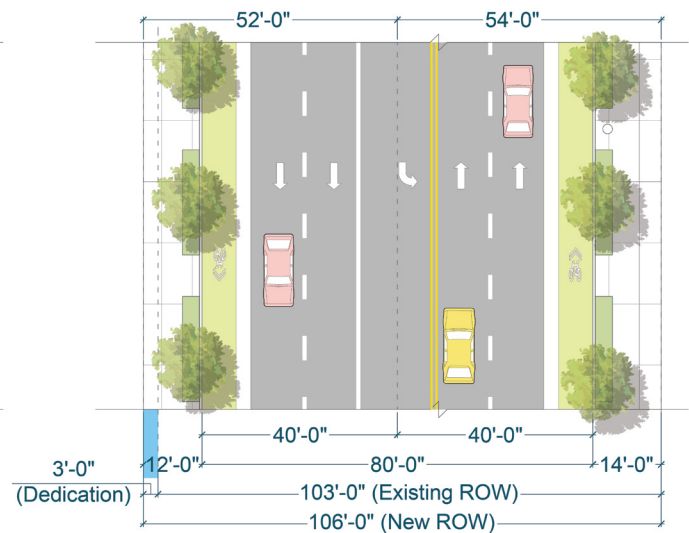 52'-0"
54'-0"
40'-0"
40'-0"
3'-0"
(Dedication)
12'-0"
80'-0"
14'-0"
103'-0" (Existing ROW)
106'-0" (New ROW)